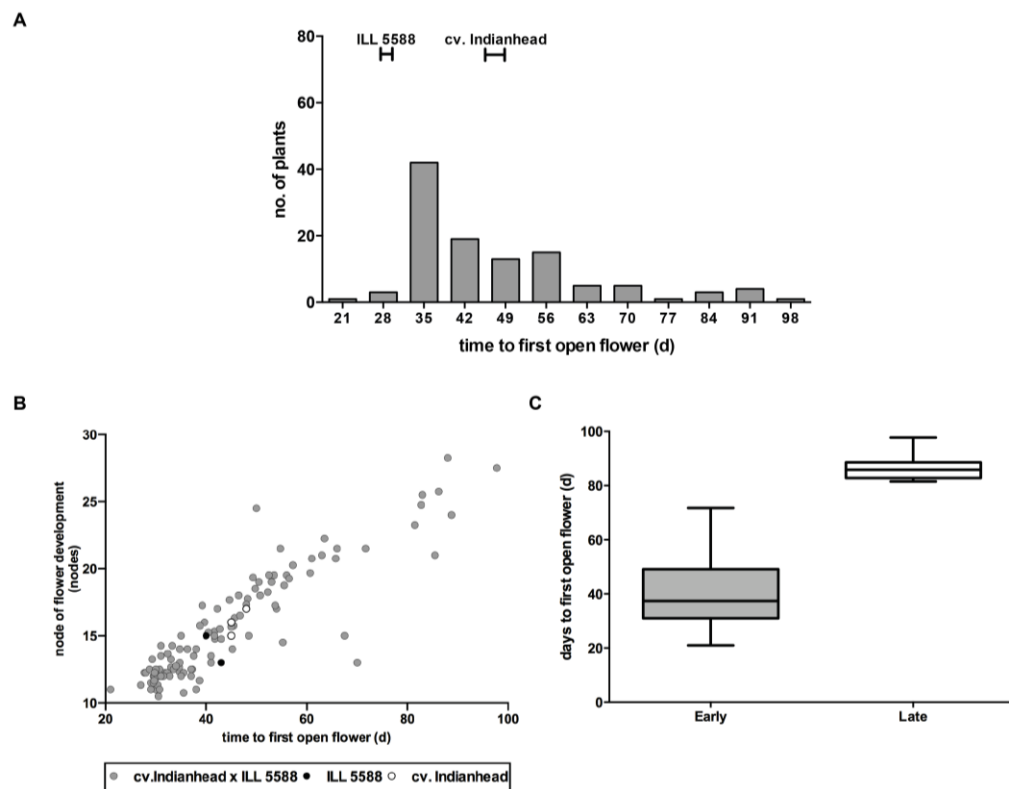 A
ILL 5588 cv. Indianhead
80
60
40
20
0
no. of plants
21 28 35 42 49 56 63 70 77 84 91 98
time to first open flower (d)
B
30
25
20
15
10
node of flower development
(nodes)
20 40 60 80 100
time to first open flower (d)
cv.Indianhead x ILL 5588 ILL 5588 cv. Indianhead
C
100
80
60
40
20
0
days to first open flower (d)
Early Late